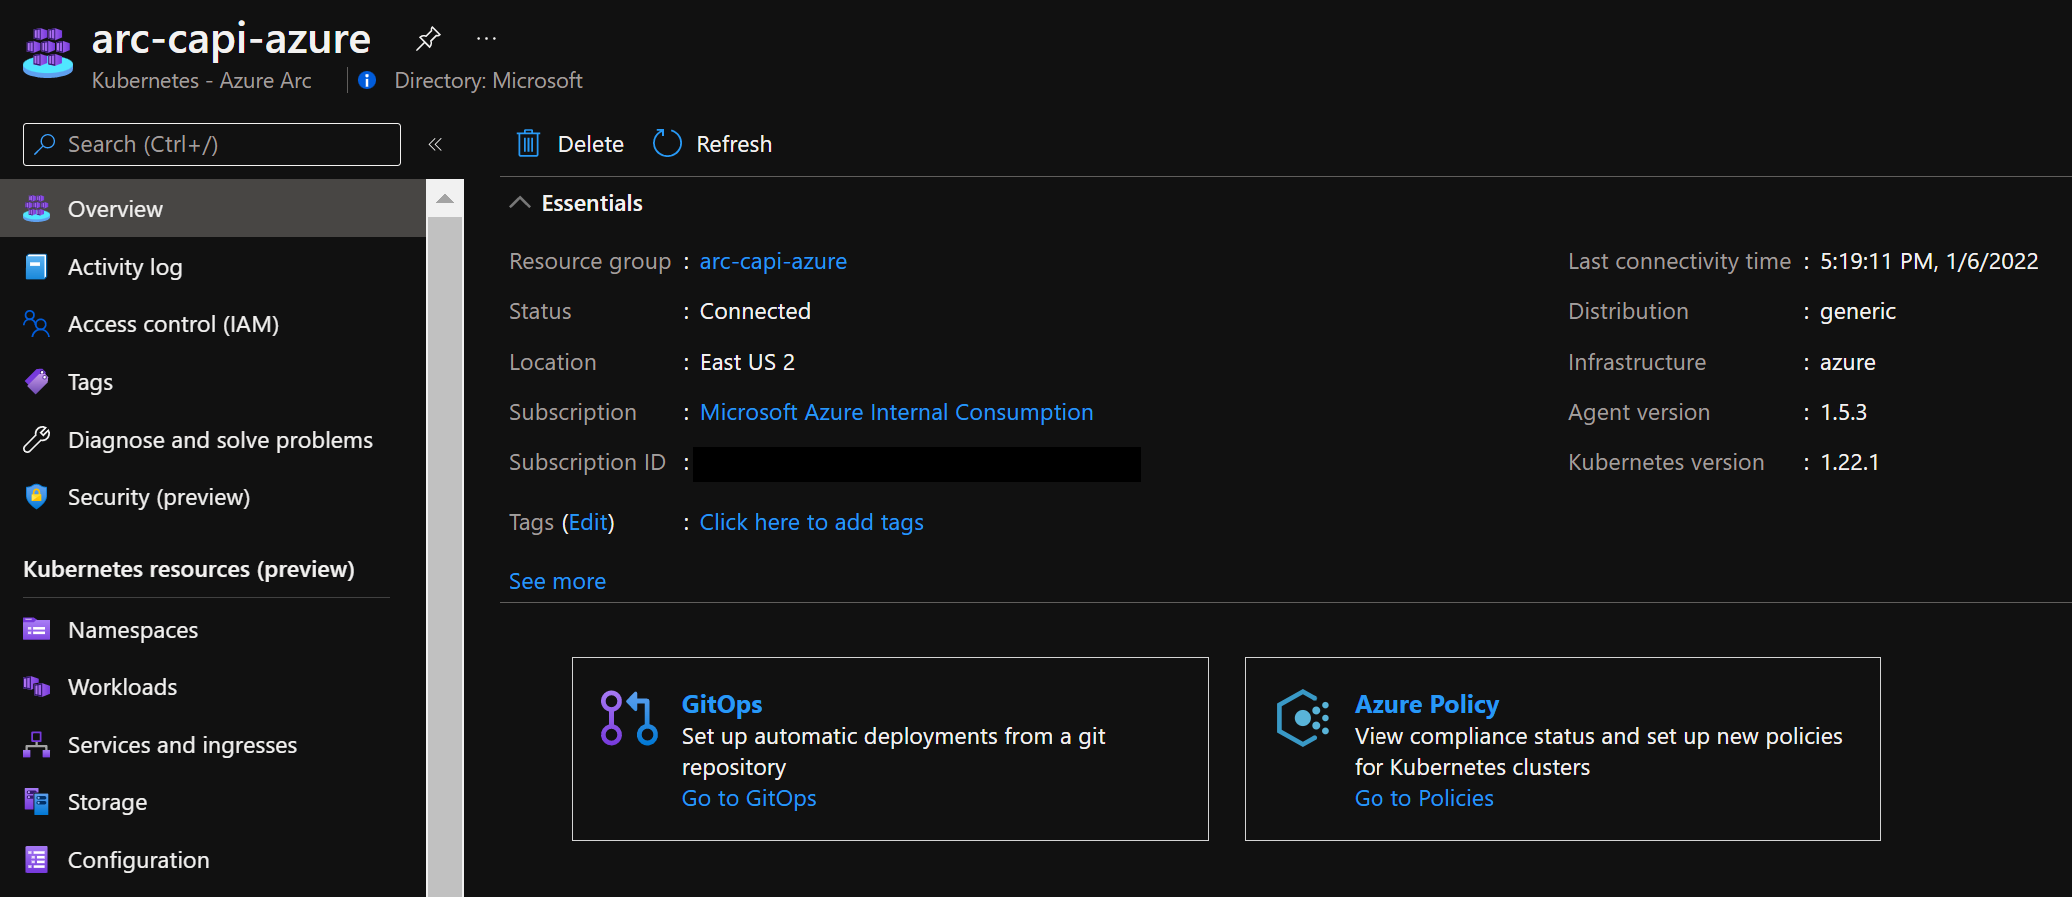 arc-capi-azure
Kubernetes - Azure Arc
Directory: Microsoft
Search (Ctrl+/)
Overview
Activity log
Access control (IAM)
Tags
Diagnose and solve problems
Security (preview)
Kubernetes resources (preview)
Namespaces
Workloads
Services and ingresses
Storage
Configuration
Delete
Refresh
Essentials
Resource group : arc-capi-azure
Status : Connected
Location : East US 2
Subscription : Microsoft Azure Internal Consumption
Subscription ID :
Tags (Edit) : Click here to add tags
See more
Last connectivity time : 5:19:11 PM, 1/6/2022
Distribution : generic
Infrastructure : azure
Agent version : 1.5.3
Kubernetes version : 1.22.1
GitOps
Set up automatic deployments from a git
repository
Go to GitOps
Azure Policy
View compliance status and set up new policies
for Kubernetes clusters
Go to Policies